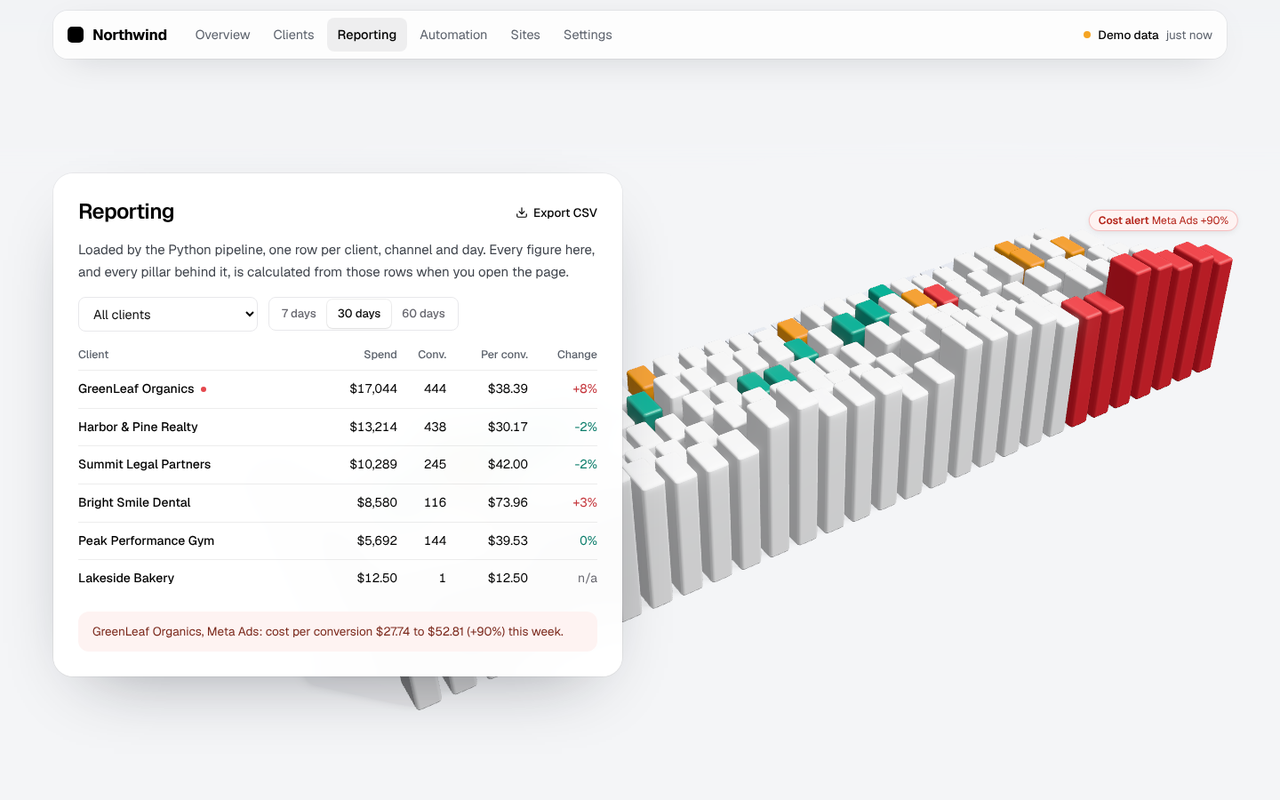 Northwind Overview Clients Reporting Automation Sites Settings Demo data just now
Reporting Export CSV
Loaded by the Python pipeline, one row per client, channel and day. Every figure here,
and every pillar behind it, is calculated from those rows when you open the page.
All clients 7 days 30 days 60 days
Client Spend Conv. Per conv. Change
GreenLeaf Organics $17,044 444 $38.39 +8%
Harbor & Pine Realty $13,214 438 $30.17 -2%
Summit Legal Partners $10,289 245 $42.00 -2%
Bright Smile Dental $8,580 116 $73.96 +3%
Peak Performance Gym $5,692 144 $39.53 0%
Lakeside Bakery $12.50 1 $12.50 n/a
GreenLeaf Organics, Meta Ads: cost per conversion $27.74 to $52.81 (+90%) this week.
Cost alert Meta Ads +90%